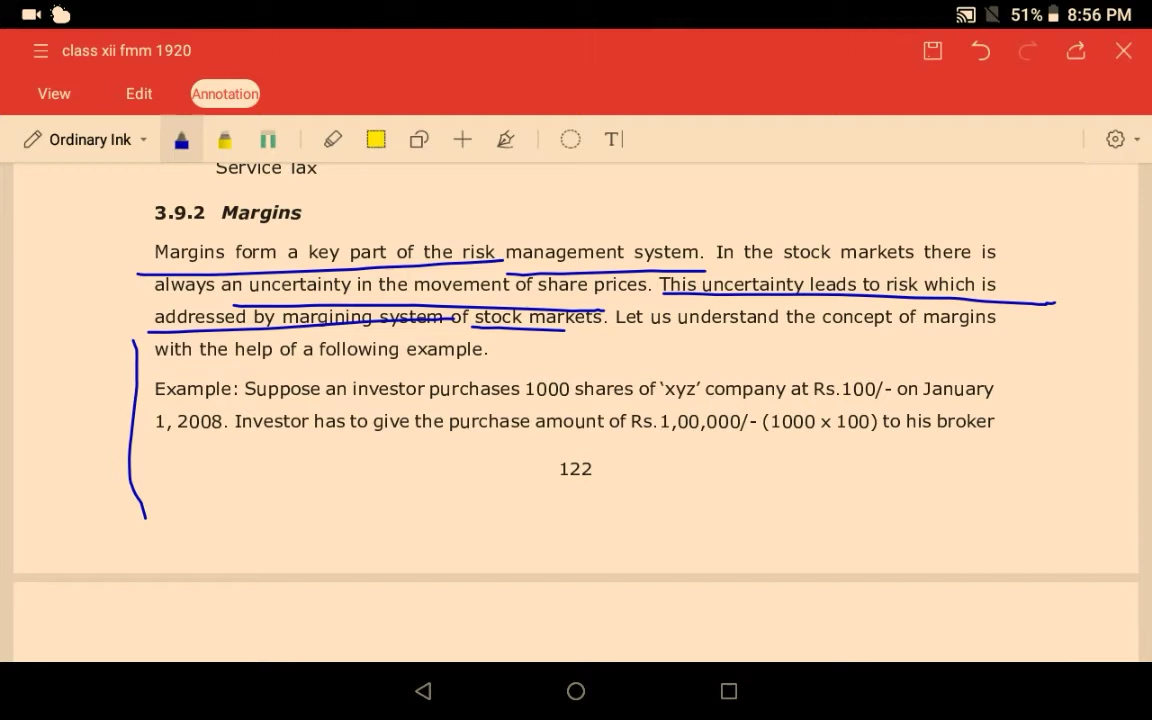 51% 8:56 PM
class xii fmm 1920
View Edit Annotation
Ordinary Ink T
Service Tax
3.9.2 Margins
Margins form a key part of the risk management system. In the stock markets there is
always an uncertainty in the movement of share prices. This uncertainty leads to risk which is
addressed by margining system of stock markets. Let us understand the concept of margins
with the help of a following example.
Example: Suppose an investor purchases 1000 shares of ‘xyz’ company at Rs.100/- on January
1, 2008. Investor has to give the purchase amount of Rs.1,00,000/- (1000 x 100) to his broker
122